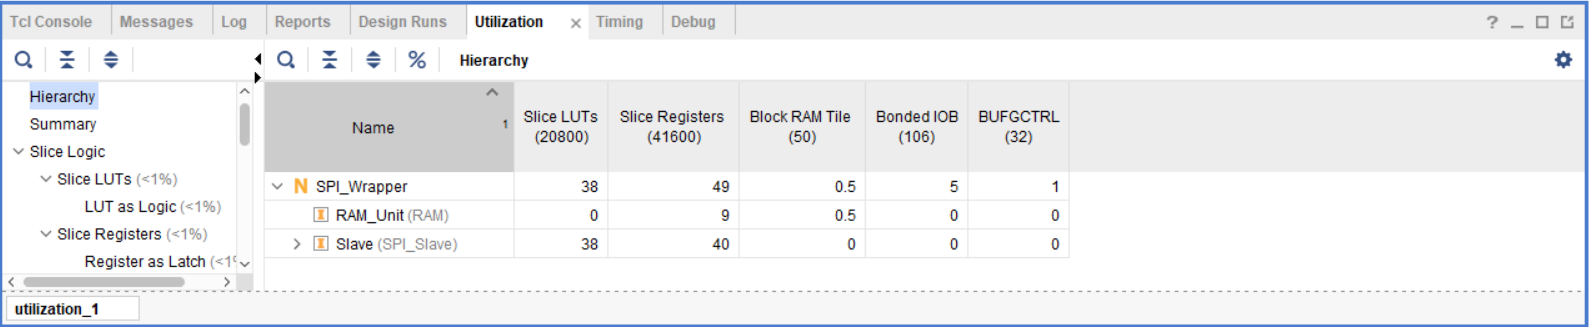 Tcl Console Messages Log Reports Design Runs Utilization × Timing Debug ? _
% Hierarchy
Hierarchy
Summary
Slice Logic
Slice LUTs (<1%)
LUT as Logic (<1%)
Slice Registers (<1%)
Register as Latch (<1%
Name 1 Slice LUTs (20800) Slice Registers (41600) Block RAM Tile (50) Bonded IOB (106) BUFGCTRL (32)
N SPI_Wrapper 38 49 0.5 5 1
I RAM_Unit (RAM) 0 9 0.5 0 0
I Slave (SPI_Slave) 38 40 0 0 0
utilization_1